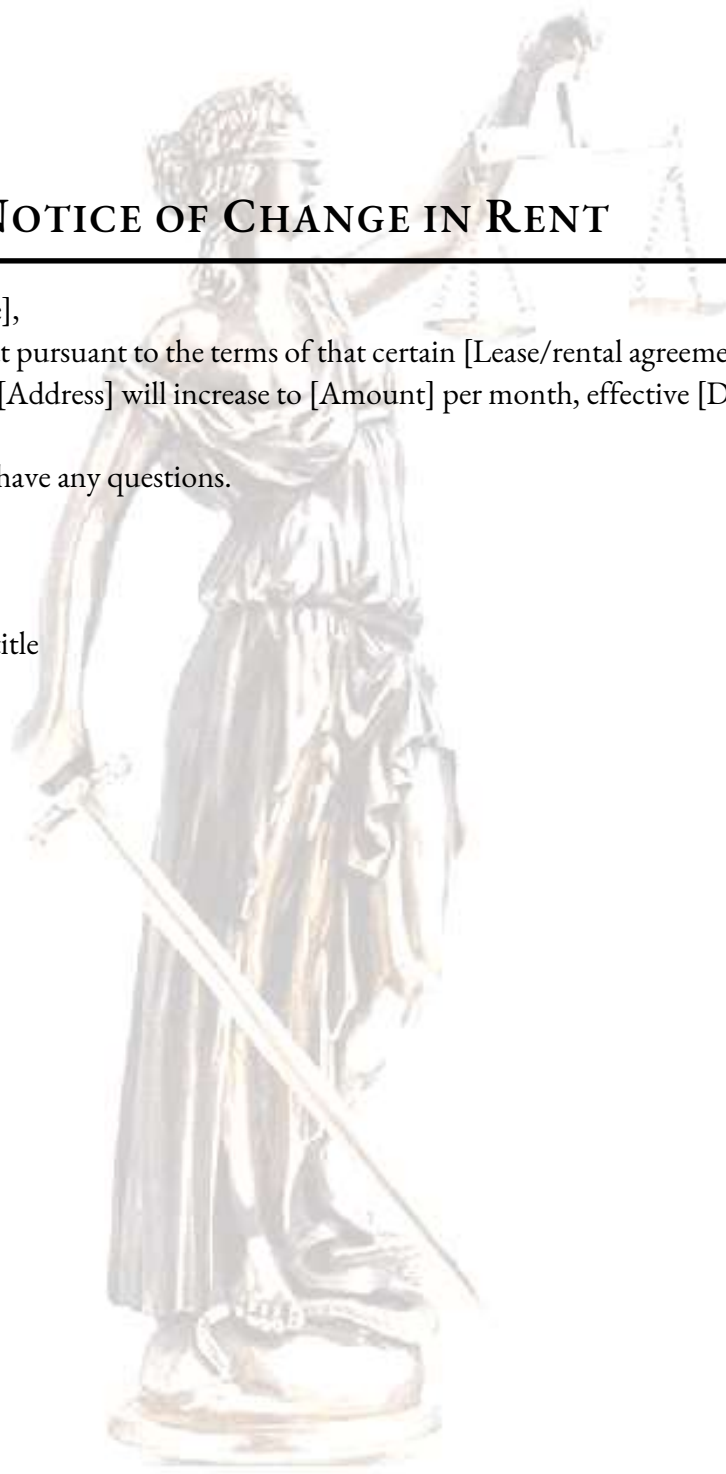 NOTICE OF CHANGE IN RENT
],
t pursuant to the terms of that certain [Lease/rental agreeme
[Address] will increase to [Amount] per month, effective [D
have any questions.
itle